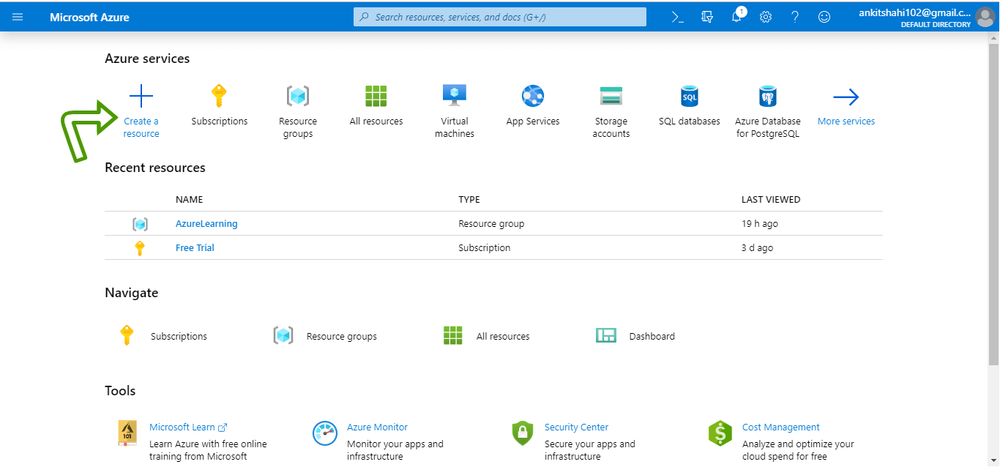 Microsoft Azure
Search resources, services, and docs (G+/)
1
ankitshahi102@gmail.c...
DEFAULT DIRECTORY
Azure services
Create a
resource
Subscriptions
Resource
groups
All resources
Virtual
machines
App Services
Storage
accounts
SQL
SQL databases
Azure Database
for PostgreSQL
More services
Recent resources
NAME TYPE LAST VIEWED
AzureLearning Resource group 19 h ago
Free Trial Subscription 3 d ago
Navigate
Subscriptions Resource groups All resources Dashboard
Tools
101
Microsoft Learn
Learn Azure with free online
training from Microsoft
Azure Monitor
Monitor your apps and
infrastructure
Security Center
Secure your apps and
infrastructure
$
Cost Management
Analyze and optimize your
cloud spend for free